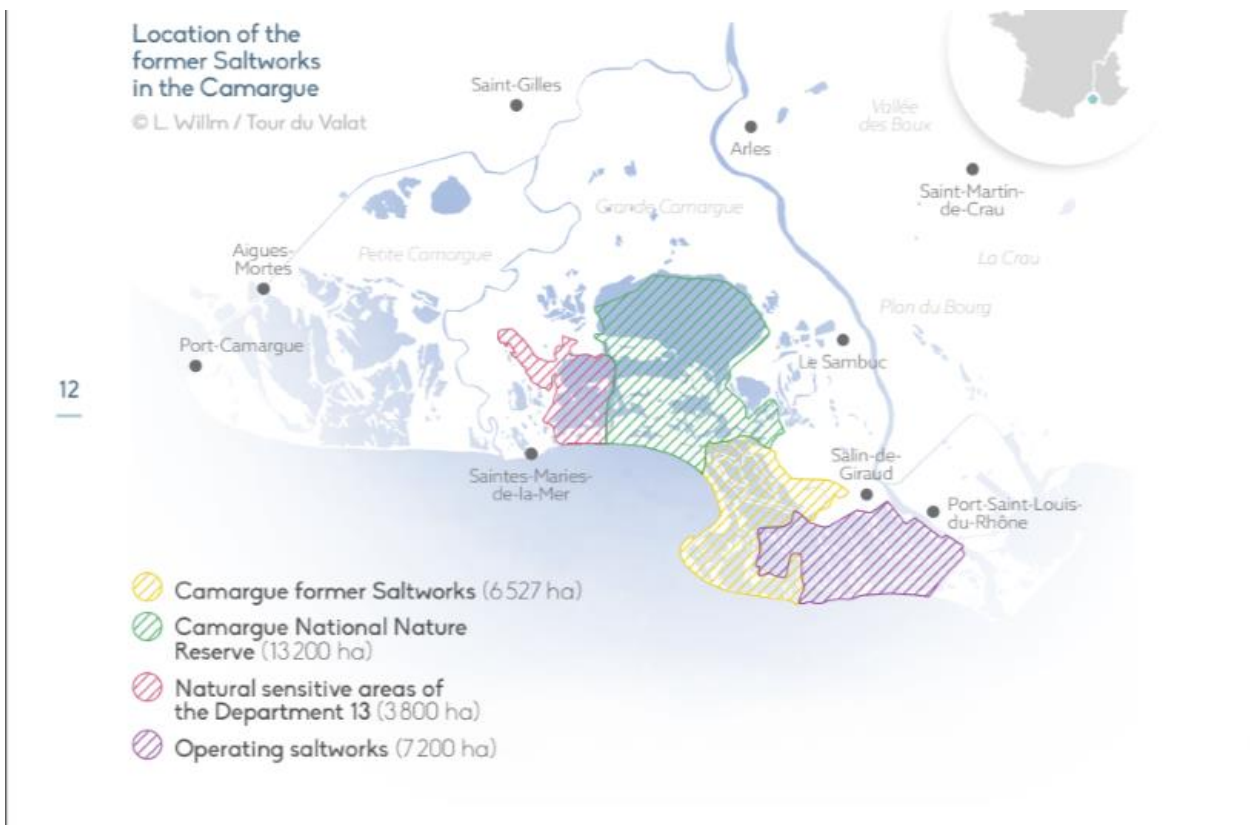 Location of the
former Saltworks
in the Camargue
© L. Willm / Tour du Valat
Saint-Gilles
Vallée
des Baux
Arles
Saint-Martin-
de-Crau
Grande Camargue
Aigues-
Mortes
Petite Camargue
La Crau
Plan du Bourg
Port-Camargue
Le Sambuc
12
Saintes-Maries-
de-la-Mer
Salin-de-
Giraud
Port-Saint-Louis-
du-Rhône
Camargue former Saltworks (6 527 ha)
Camargue National Nature
Reserve (13 200 ha)
Natural sensitive areas of
the Department 13 (3 800 ha)
Operating saltworks (7 200 ha)